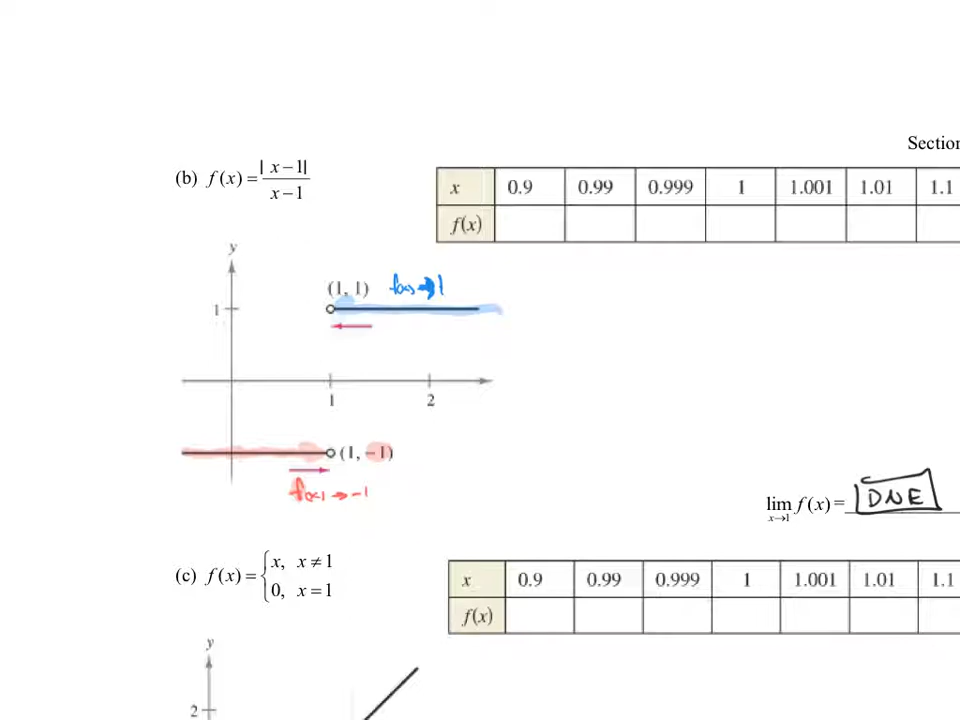 Section
(b) f(x) = | x − 1| / x − 1
x 0.9 0.99 0.999 1 1.001 1.01 1.1
f(x)
y
(1, 1) f(x) → 1
1
1 2
(1, −1)
f(x) → −1
lim x→1 f(x) = DNE
(c) f(x) = { x, x ≠ 1
0, x = 1
x 0.9 0.99 0.999 1 1.001 1.01 1.1
f(x)
y
2